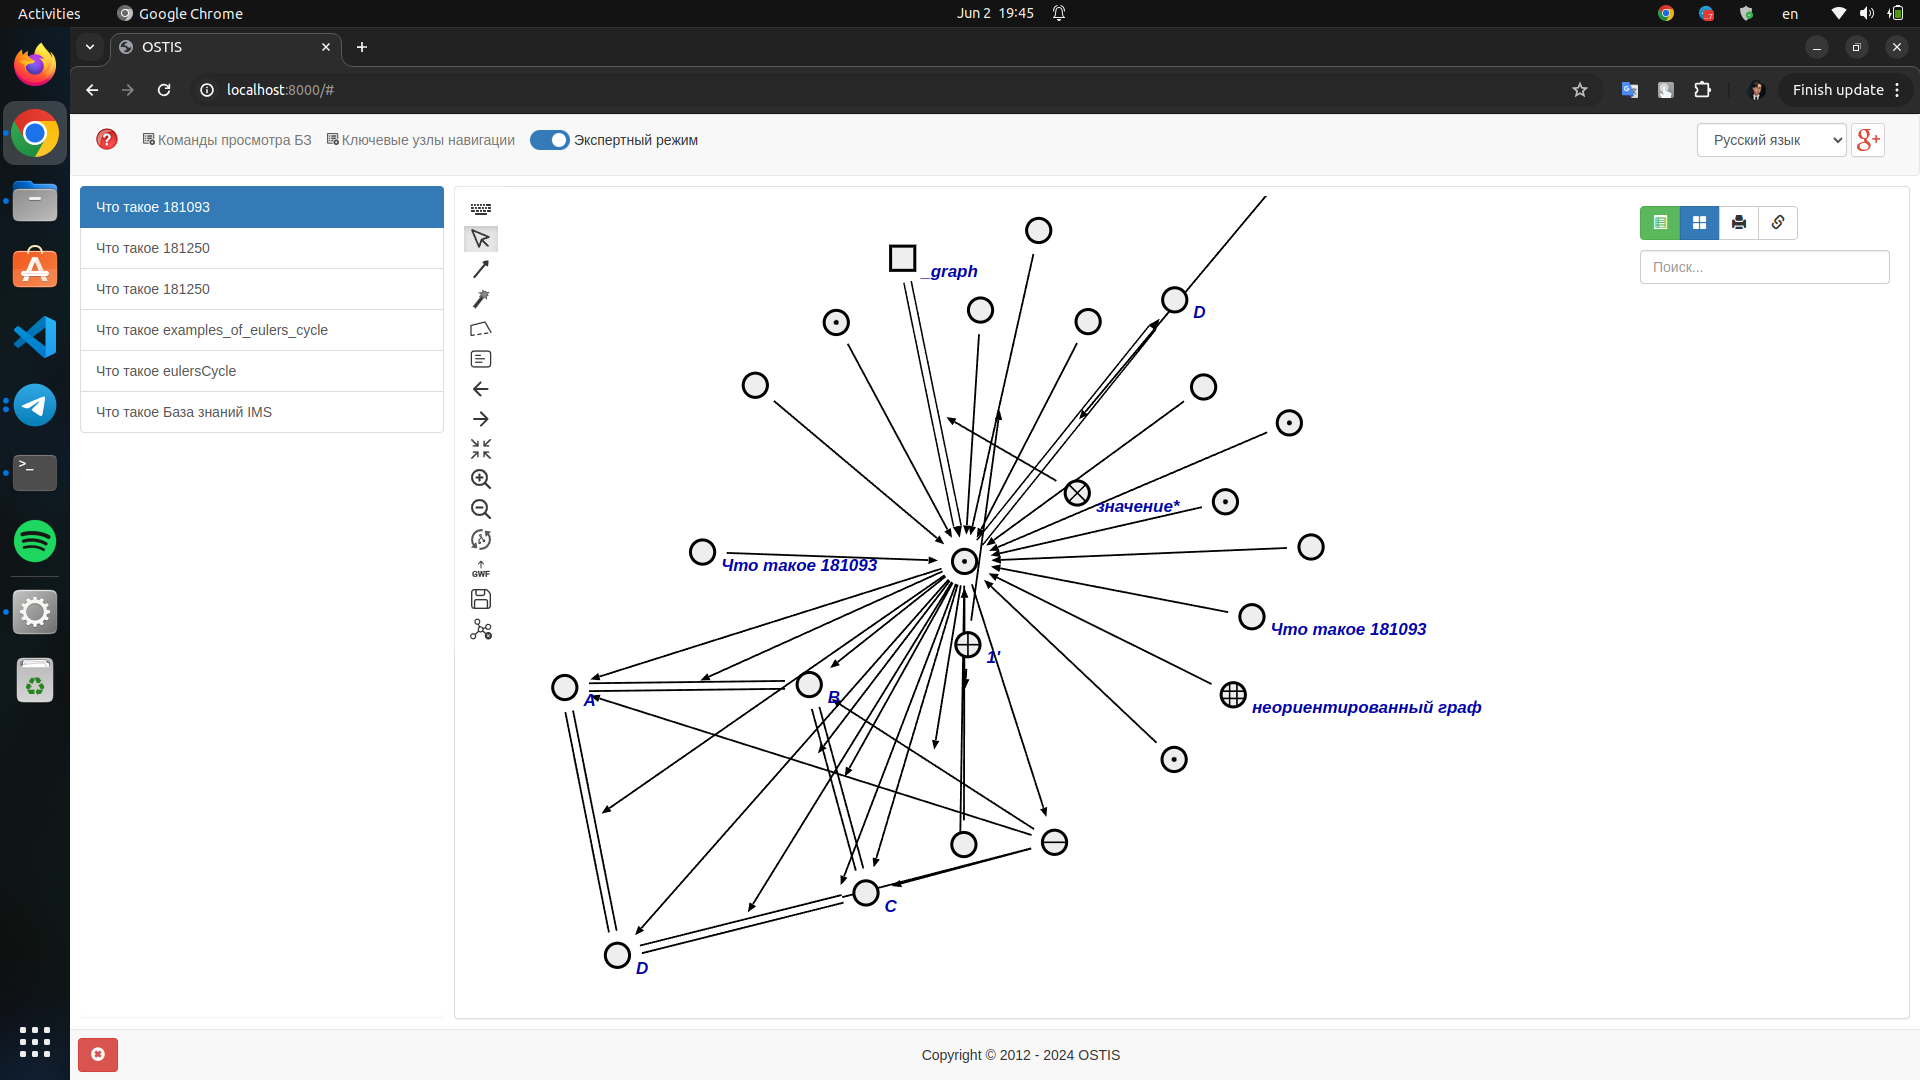 Activities
Google Chrome
Jun 2 19:45
en
OSTIS
localhost:8000/#
Finish update
Команды просмотра БЗ
Ключевые узлы навигации
Экспертный режим
Русский язык
g+
Что такое 181093
Что такое 181250
Что такое 181250
Что такое examples_of_eulers_cycle
Что такое eulersCycle
Что такое База знаний IMS
GWF
Поиск...
_graph
D
значение*
Что такое 181093
Что такое 181093
1'
A
B
неориентированный граф
C
D
Copyright © 2012 - 2024 OSTIS